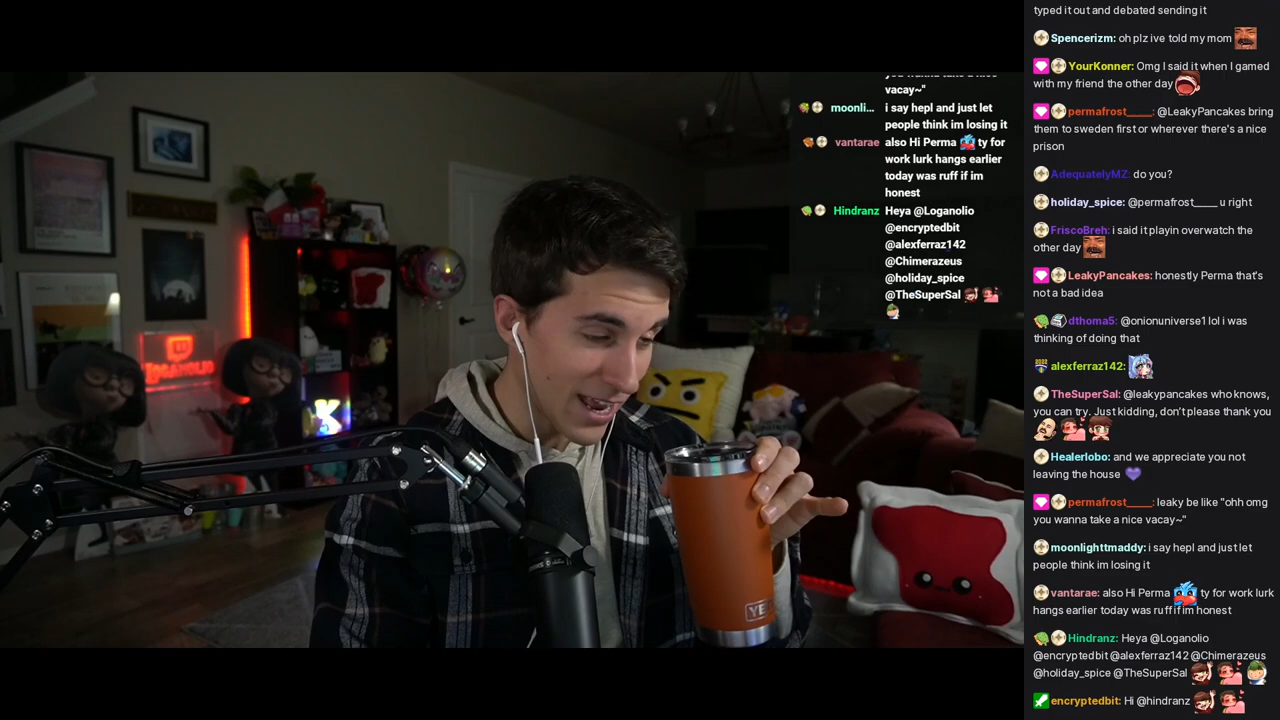 vacay~"
moonli... i say hepl and just let
people think im losing it
vantarae also Hi Perma ty for
work lurk hangs earlier
today was ruff if im
honest
Hindranz Heya @Loganolio
@encryptedbit
@alexferraz142
@Chimerazeus
@holiday_spice
@TheSuperSal
LOGANOLIO
YETI
typed it out and debated sending it
Spencerizm: oh plz ive told my mom
YourKonner: Omg I said it when I gamed
with my friend the other day
permafrost_____: @LeakyPancakes bring
them to sweden first or wherever there's a nice
prison
AdequatelyMZ: do you?
holiday_spice: @permafrost_____ u right
FriscoBreh: i said it playin overwatch the
other day
LeakyPancakes: honestly Perma that's
not a bad idea
dthoma5: @onionuniverse1 lol i was
thinking of doing that
alexferraz142:
TheSuperSal: @leakypancakes who knows,
you can try. Just kidding, don't please thank you
Healerlobo: and we appreciate you not
leaving the house
permafrost_____: leaky be like "ohh omg
you wanna take a nice vacay~"
moonlighttmaddy: i say hepl and just let
people think im losing it
vantarae: also Hi Perma ty for work lurk
hangs earlier today was ruff if im honest
Hindranz: Heya @Loganolio
@encryptedbit @alexferraz142 @Chimerazeus
@holiday_spice @TheSuperSal
encryptedbit: Hi @hindranz